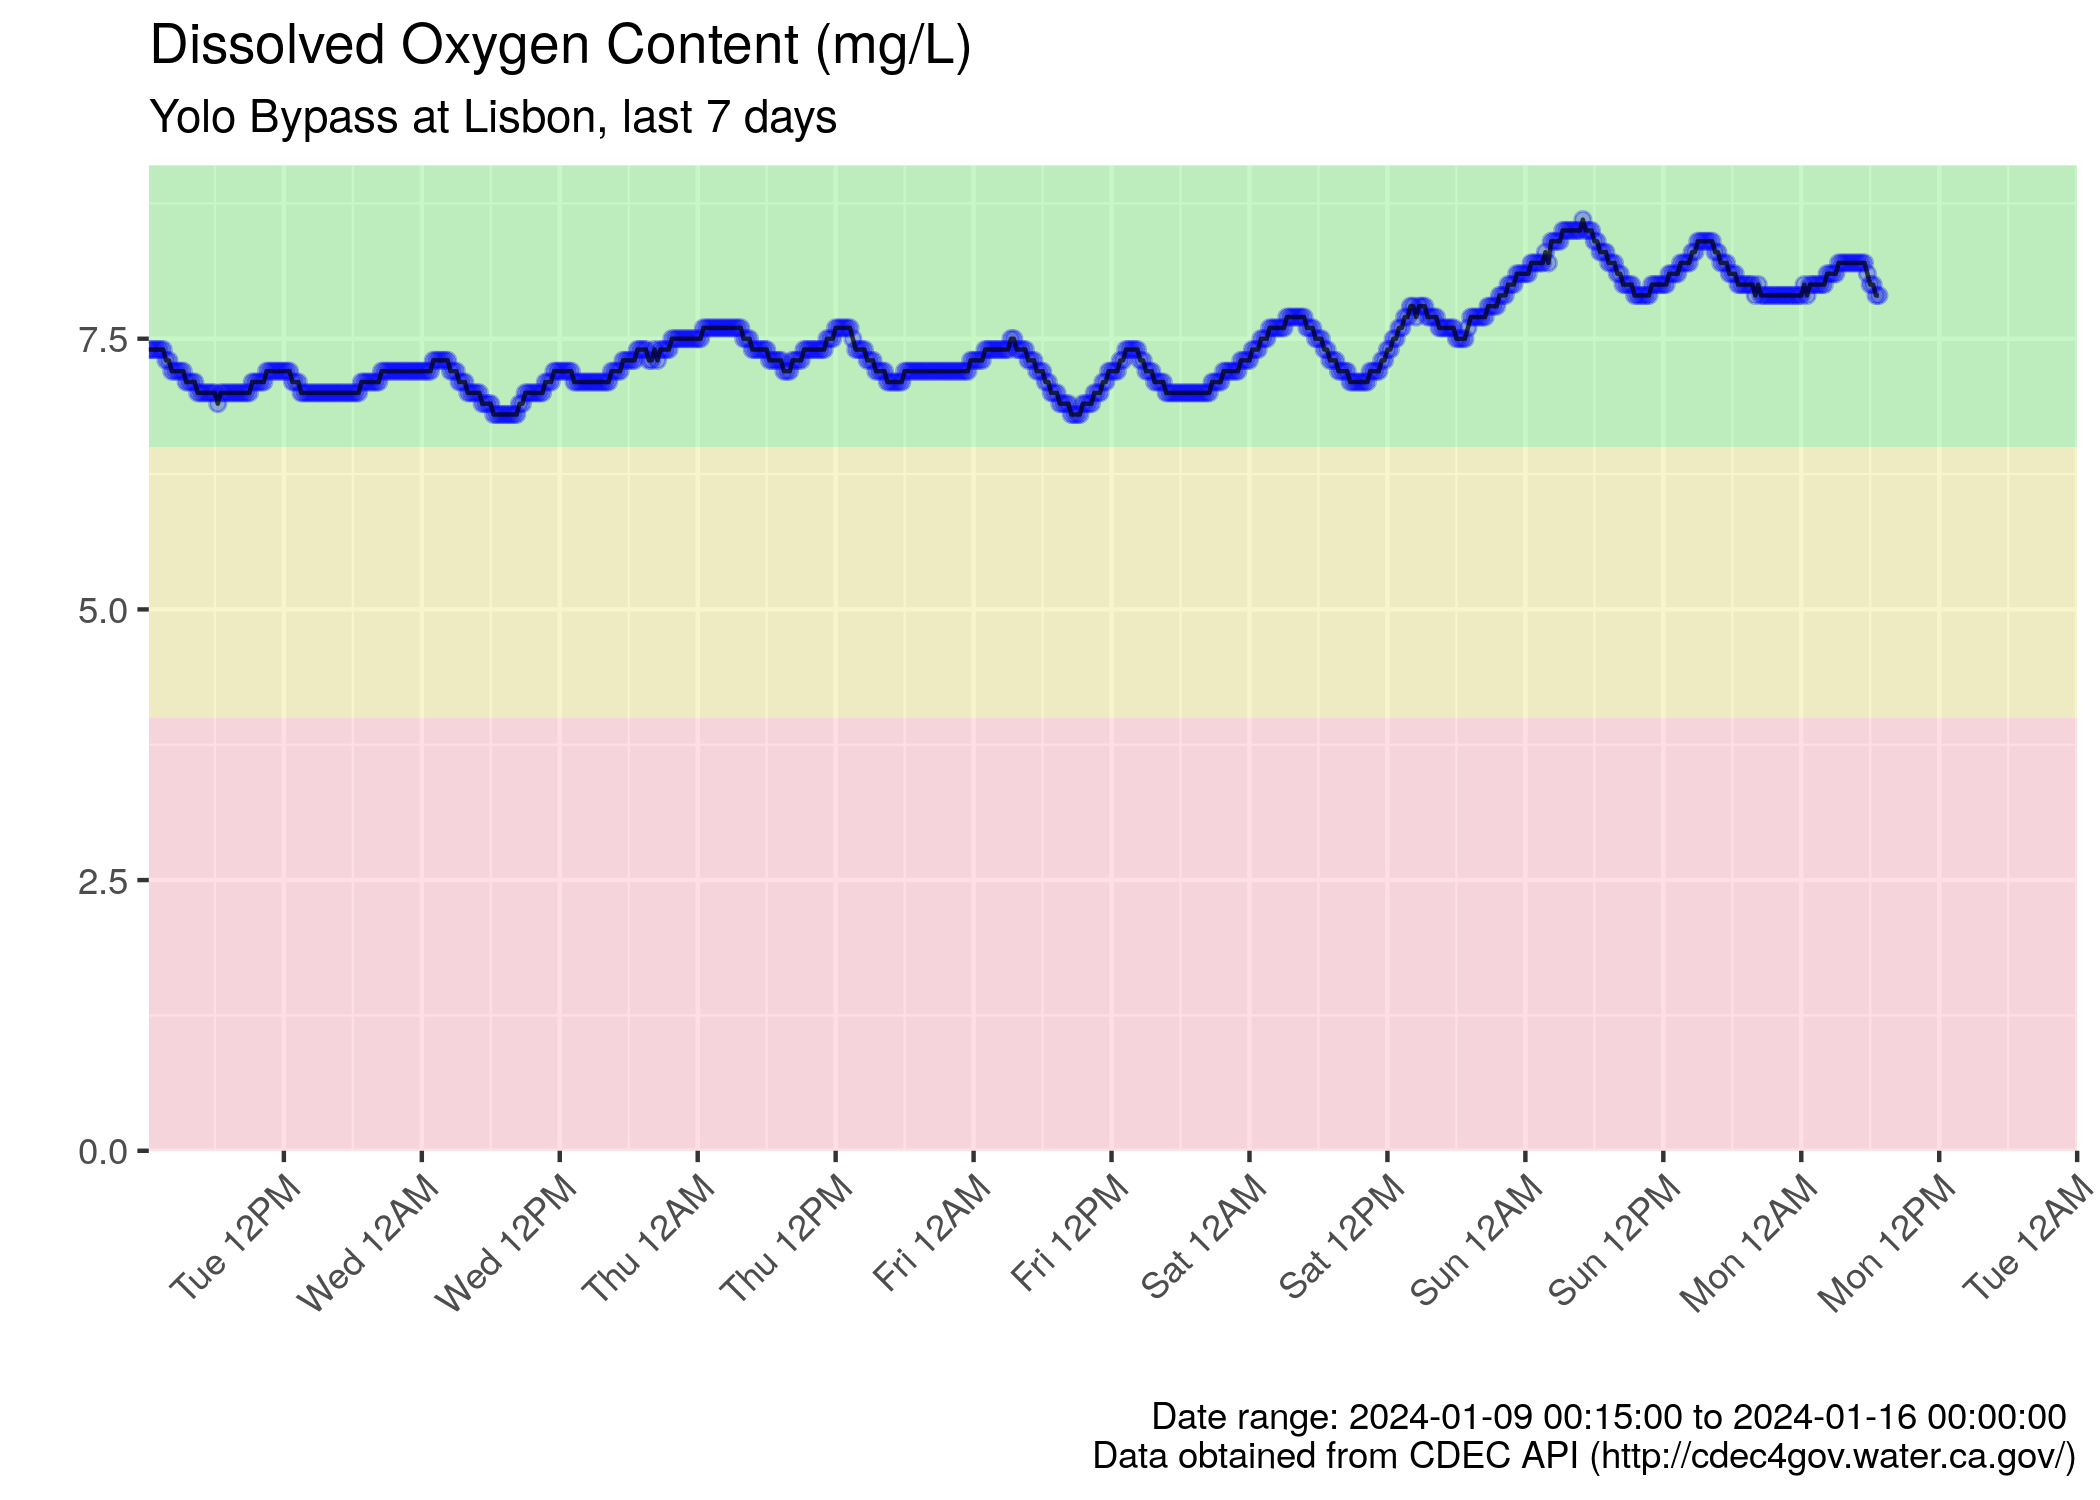 Dissolved Oxygen Content (mg/L)
Yolo Bypass at Lisbon, last 7 days
7.5
5.0
2.5
0.0
Tue 12PM
Wed 12AM
Wed 12PM
Thu 12AM
Thu 12PM
Fri 12AM
Fri 12PM
Sat 12AM
Sat 12PM
Sun 12AM
Sun 12PM
Mon 12AM
Mon 12PM
Tue 12AM
Date range: 2024-01-09 00:15:00 to 2024-01-16 00:00:00
Data obtained from CDEC API (http://cdec4gov.water.ca.gov/)